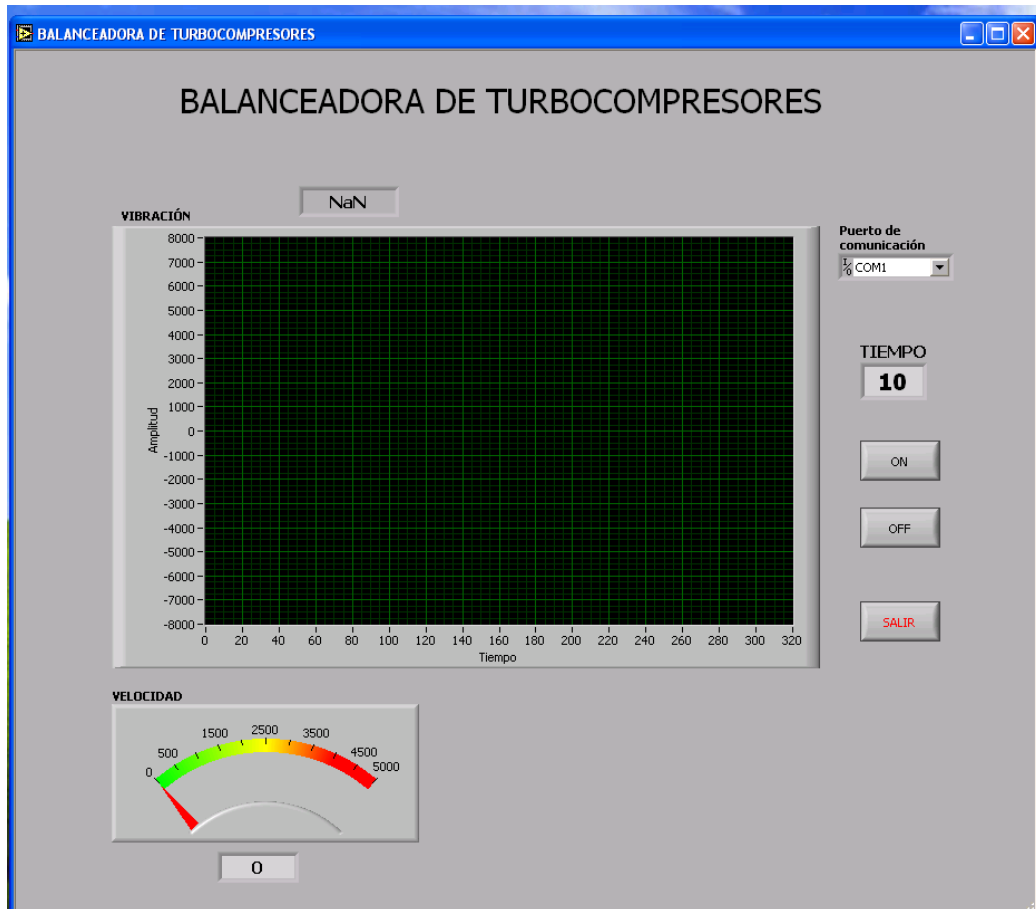 BALANCEADORA DE TURBOCOMPRESORES
BALANCEADORA DE TURBOCOMPRESORES
NaN
VIBRACIÓN
8000
7000
6000
5000
4000
3000
2000
1000
0
-1000
-2000
-3000
-4000
-5000
-6000
-7000
-8000
Amplitud
0 20 40 60 80 100 120 140 160 180 200 220 240 260 280 300 320
Tiempo
Puerto de
comunicación
I/O COM1
TIEMPO
10
ON
OFF
SALIR
VELOCIDAD
0 500 1500 2500 3500 4500 5000
0